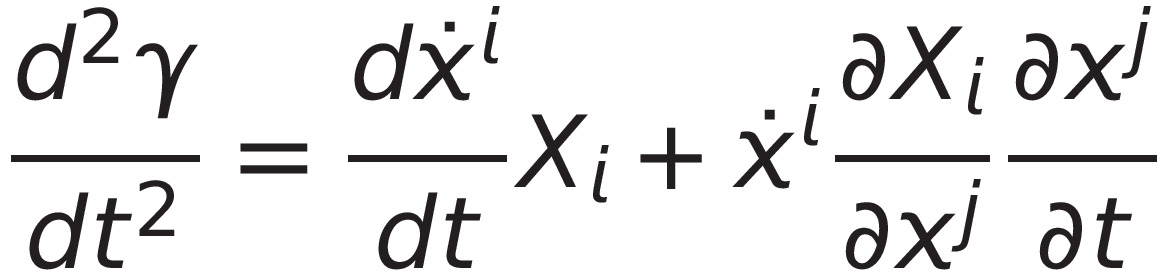 d²γ/dt² = dẋⁱ/dt Xᵢ + ẋⁱ ∂Xᵢ/∂xʲ ∂xʲ/∂t